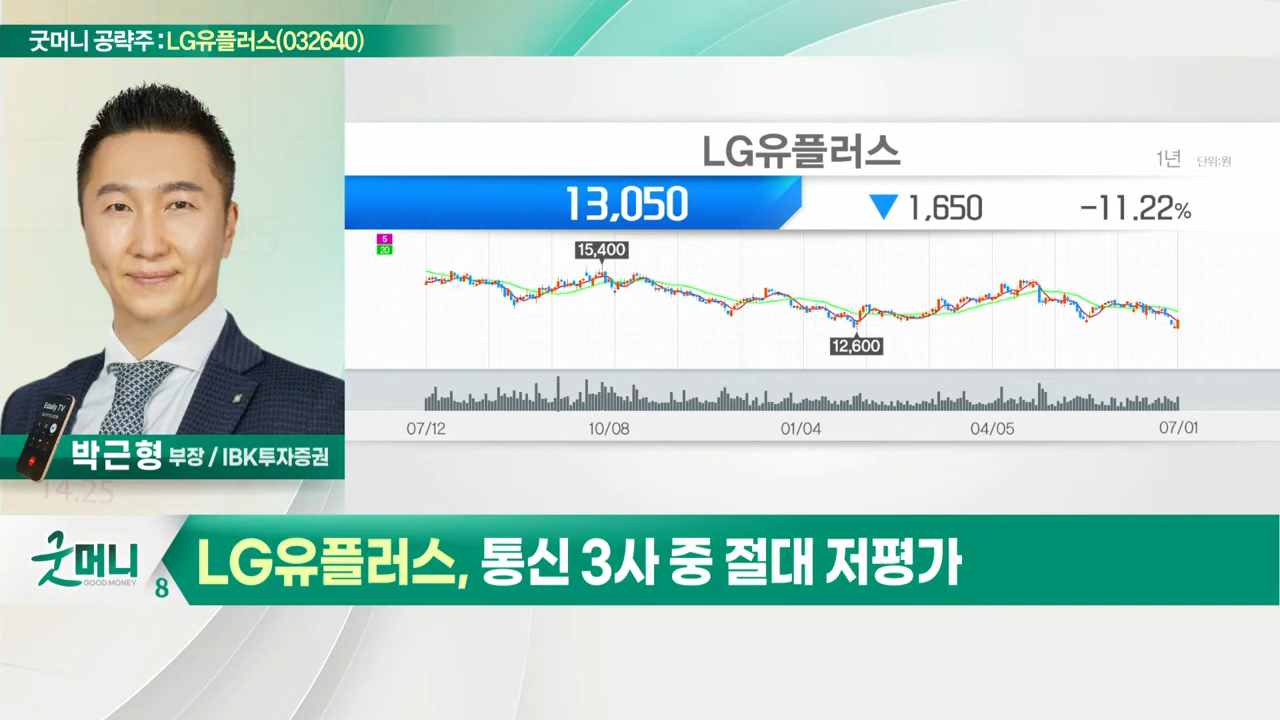 굿머니 공략주 : LG유플러스(032640)
LG유플러스
1년 단위:원
13,050 ▼ 1,650 -11.22%
5
20
15,400
12,600
07/12 10/08 01/04 04/05 07/01
Edaily TV
박근형 부장 / IBK투자증권
14.25
굿머니
GOOD MONEY
8
LG유플러스, 통신 3사 중 절대 저평가